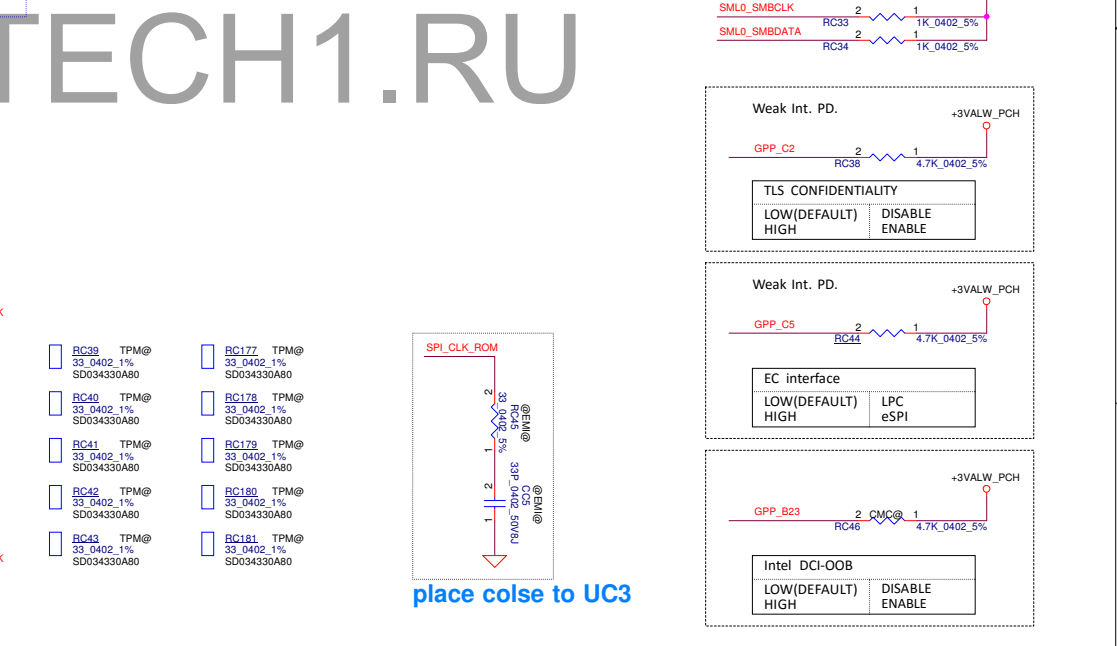 TECH1.RU
SML0_SMBCLK
2 1
RC33 1K_0402_5%
SML0_SMBDATA
2 1
RC34 1K_0402_5%
Weak Int. PD.
+3VALW_PCH
GPP_C2
2 1
RC38 4.7K_0402_5%
TLS CONFIDENTIALITY
LOW(DEFAULT) DISABLE
HIGH ENABLE
Weak Int. PD.
+3VALW_PCH
GPP_C5
2 1
RC44 4.7K_0402_5%
EC interface
LOW(DEFAULT) LPC
HIGH eSPI
+3VALW_PCH
GPP_B23
2 CMC@ 1
RC46 4.7K_0402_5%
Intel DCI-OOB
LOW(DEFAULT) DISABLE
HIGH ENABLE
K
RC39 TPM@
33_0402_1%
SD034330A80
RC40 TPM@
33_0402_1%
SD034330A80
RC41 TPM@
33_0402_1%
SD034330A80
RC42 TPM@
33_0402_1%
SD034330A80
RC43 TPM@
33_0402_1%
SD034330A80
K
RC177 TPM@
33_0402_1%
SD034330A80
RC178 TPM@
33_0402_1%
SD034330A80
RC179 TPM@
33_0402_1%
SD034330A80
RC180 TPM@
33_0402_1%
SD034330A80
RC181 TPM@
33_0402_1%
SD034330A80
SPI_CLK_ROM
2 1
@EMI@
RC45
33_0402_5%
2 1
@EMI@
CC5
33P_0402_50V8J
place colse to UC3